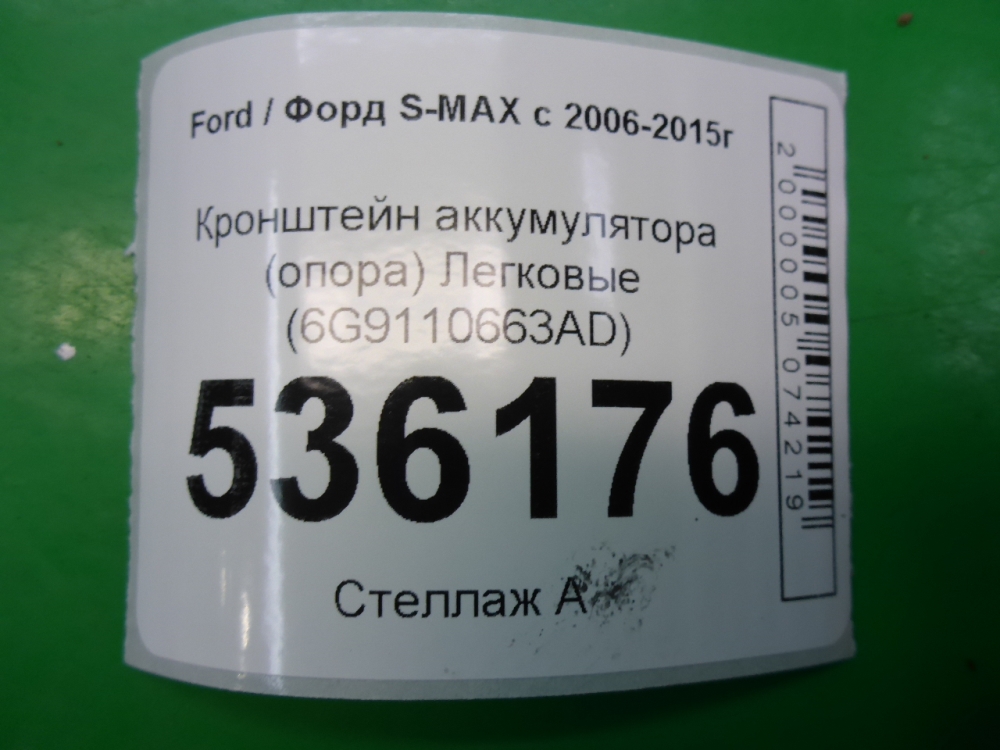 Ford / Форд S-MAX с 2006-2015г
Кронштейн аккумулятора
(опора) Легковые
(6G9110663AD)
536176
Стеллаж А
2000005074219